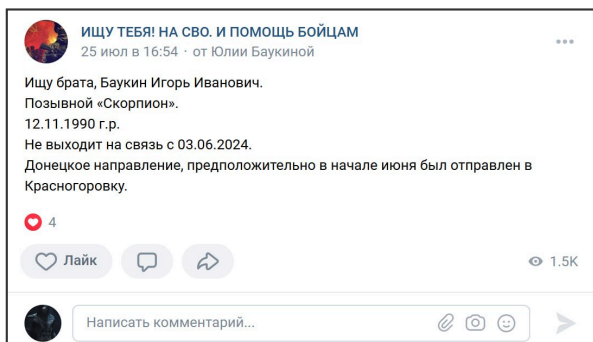 ИЩУ ТЕБЯ! НА СВО. И ПОМОЩЬ БОЙЦАМ
25 июл в 16:54 · от Юлии Баукиной
Ищу брата, Баукин Игорь Иванович.
Позывной «Скорпион».
12.11.1990 г.р.
Не выходит на связь с 03.06.2024.
Донецкое направление, предположительно в начале июня был отправлен в
Красногоровку.
4
Лайк
1.5K
Написать комментарий...